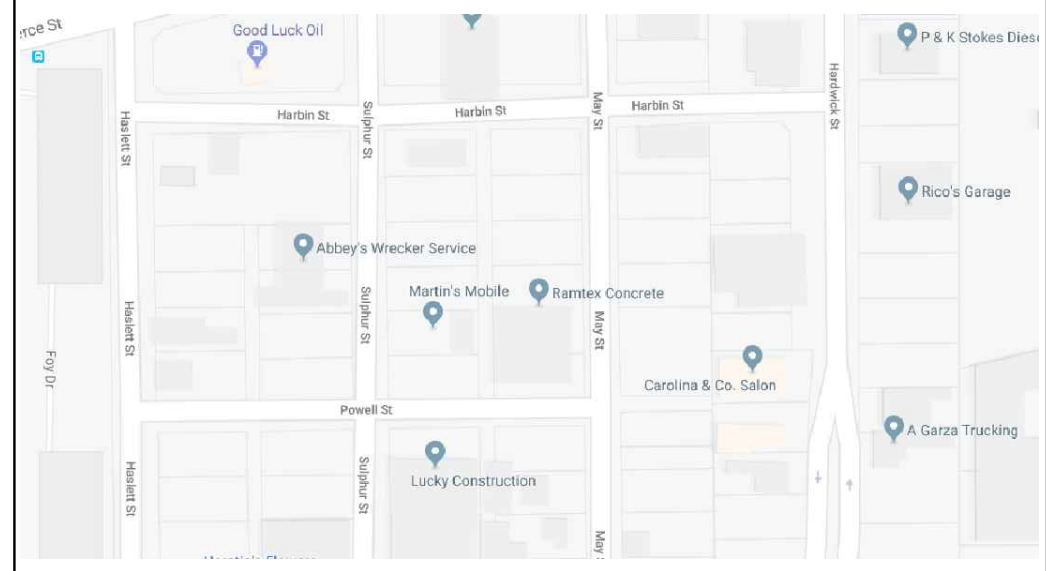 Good Luck Oil
P & K Stokes
Harbin St
Harbin St
Harbin St
Haslett St
Sulphur St
May St
Hardwick St
Rico's Garage
Abbey's Wrecker Service
Martin's Mobile
Ramtex Concrete
Haslett St
Sulphur St
May St
Foy Dr
Carolina & Co. Salon
Powell St
A Garza Trucking
Lucky Construction
Haslett St
Sulphur St
May